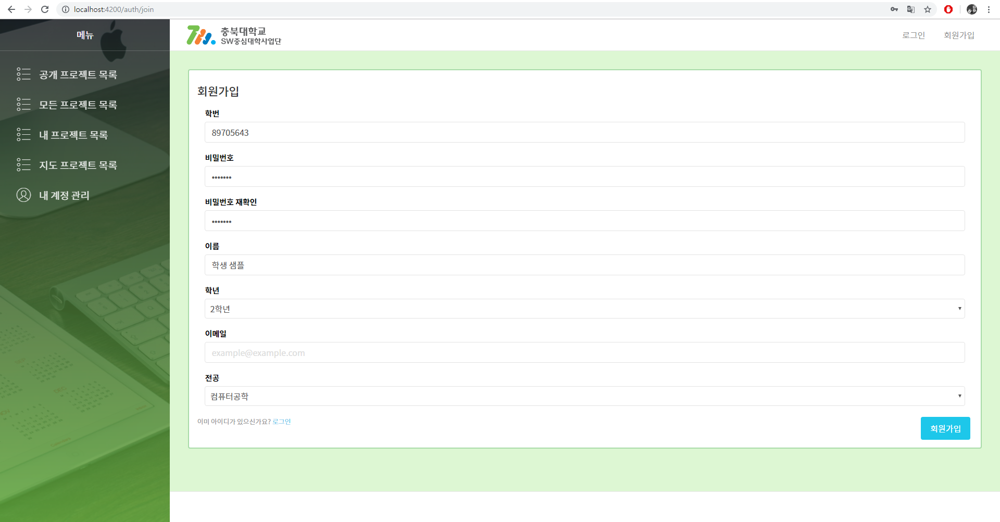 localhost:4200/auth/join
메뉴
공개 프로젝트 목록
모든 프로젝트 목록
내 프로젝트 목록
지도 프로젝트 목록
내 계정 관리
충북대학교
SW중심대학사업단
로그인
회원가입
회원가입
학번
89705643
비밀번호
•••••••
비밀번호 재확인
•••••••
이름
학생 샘플
학년
2학년
이메일
example@example.com
전공
컴퓨터공학
이미 아이디가 있으신가요? 로그인
회원가입